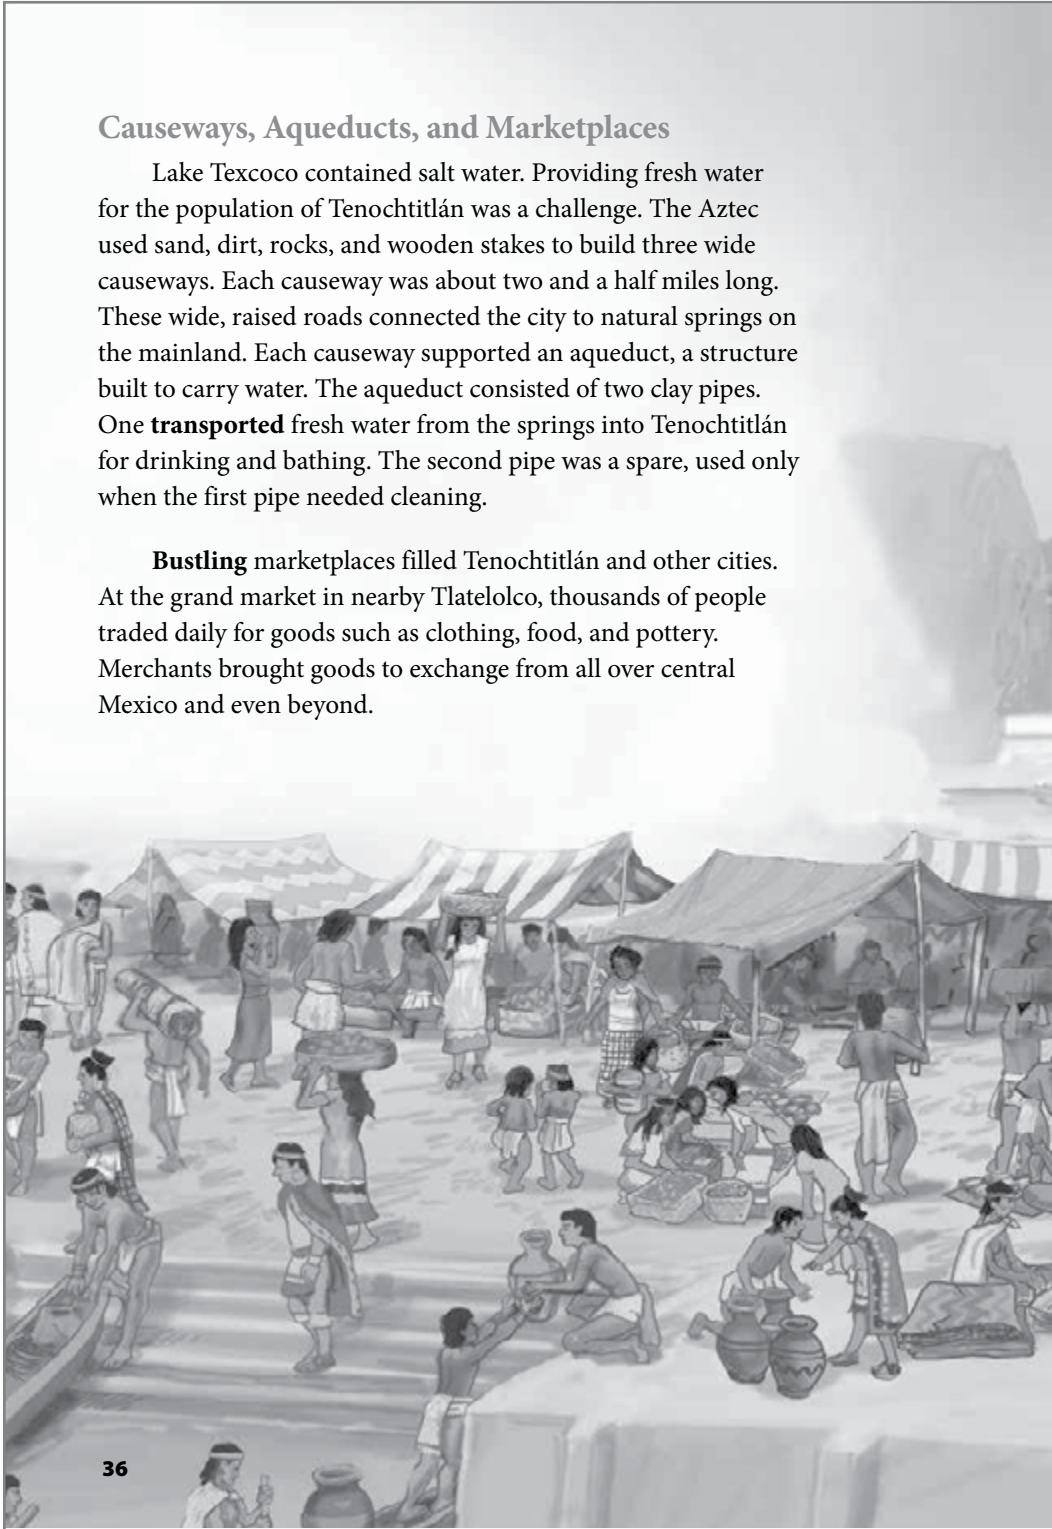 Causeways, Aqueducts, and Marketplaces
Lake Texcoco contained salt water. Providing fresh water
for the population of Tenochtitlán was a challenge. The Aztec
used sand, dirt, rocks, and wooden stakes to build three wide
causeways. Each causeway was about two and a half miles long.
These wide, raised roads connected the city to natural springs on
the mainland. Each causeway supported an aqueduct, a structure
built to carry water. The aqueduct consisted of two clay pipes.
One transported fresh water from the springs into Tenochtitlán
for drinking and bathing. The second pipe was a spare, used only
when the first pipe needed cleaning.
Bustling marketplaces filled Tenochtitlán and other cities.
At the grand market in nearby Tlatelolco, thousands of people
traded daily for goods such as clothing, food, and pottery.
Merchants brought goods to exchange from all over central
Mexico and even beyond.
36